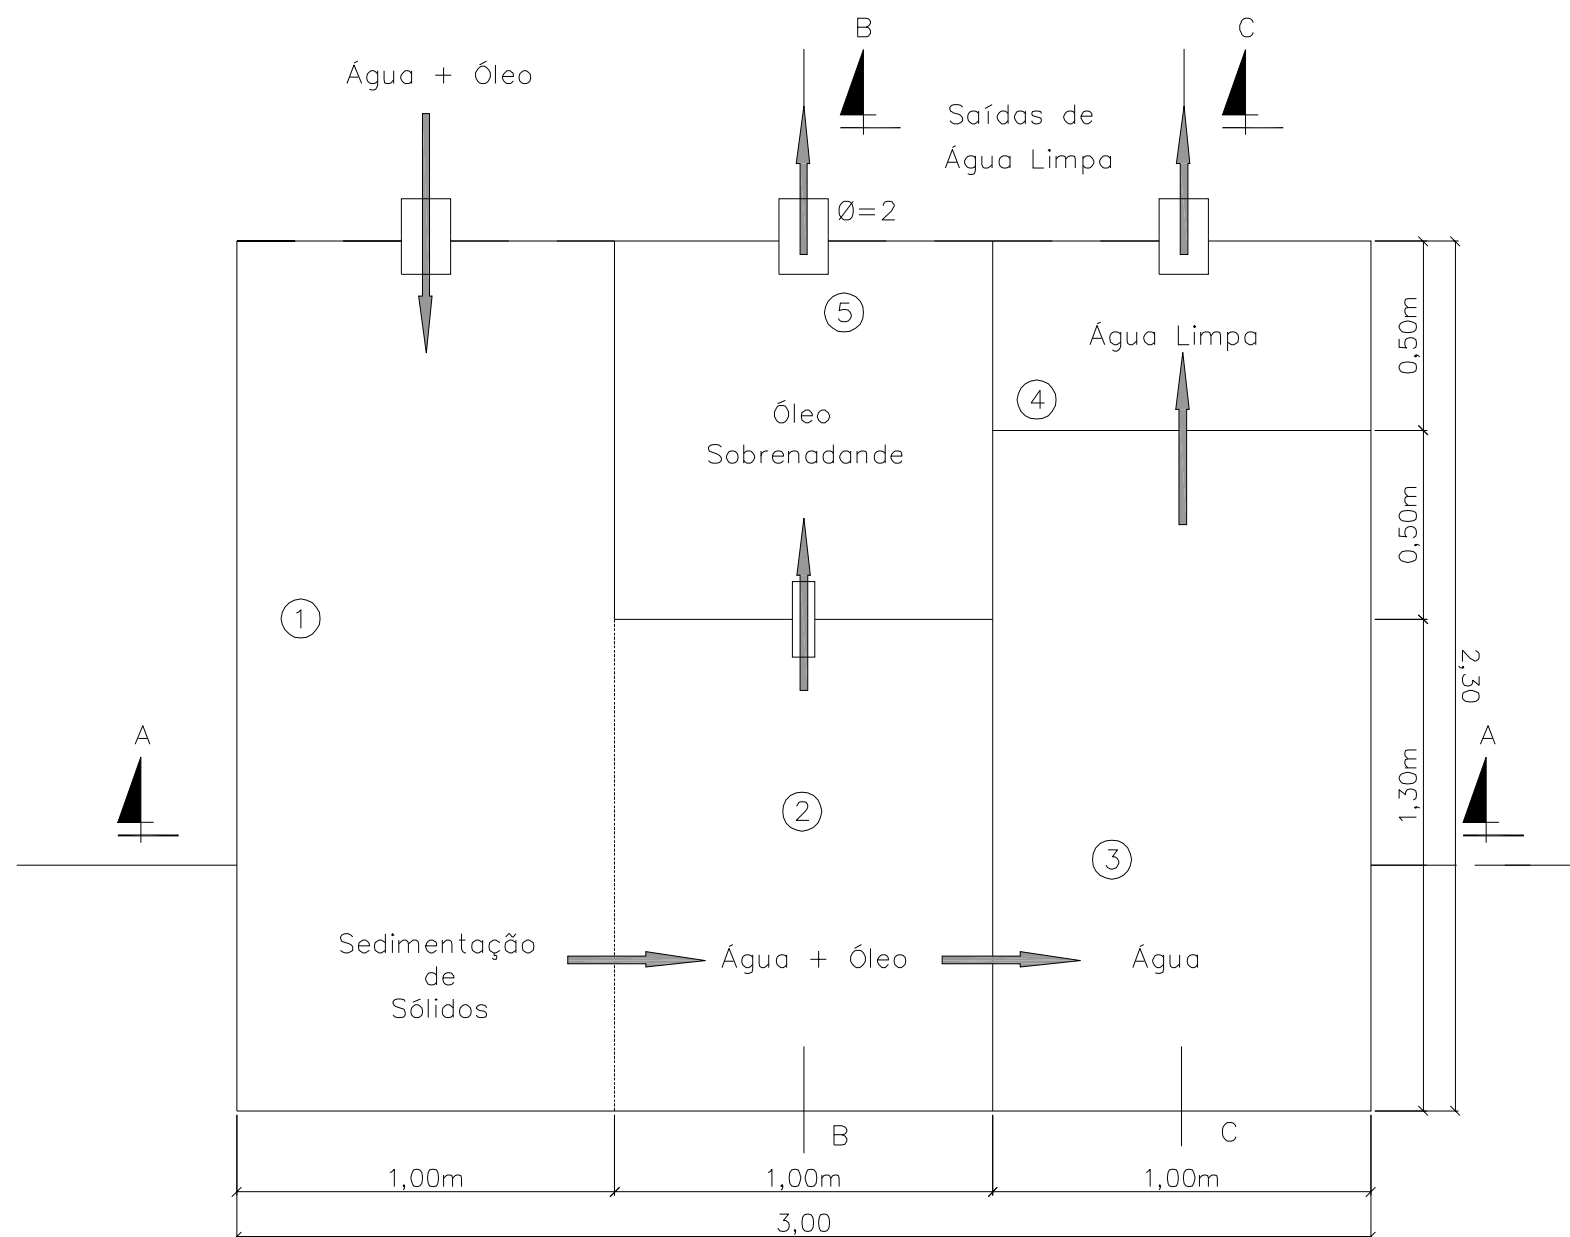 B
C
Água + Óleo
Saídas de
Água Limpa
Ø=2
5
Água Limpa
0,50m
4
Óleo
Sobrenadande
0,50m
1
2,30
A
A
1,30m
2
3
Sedimentação
de
Sólidos
Água + Óleo
Água
B
C
1,00m
1,00m
1,00m
3,00